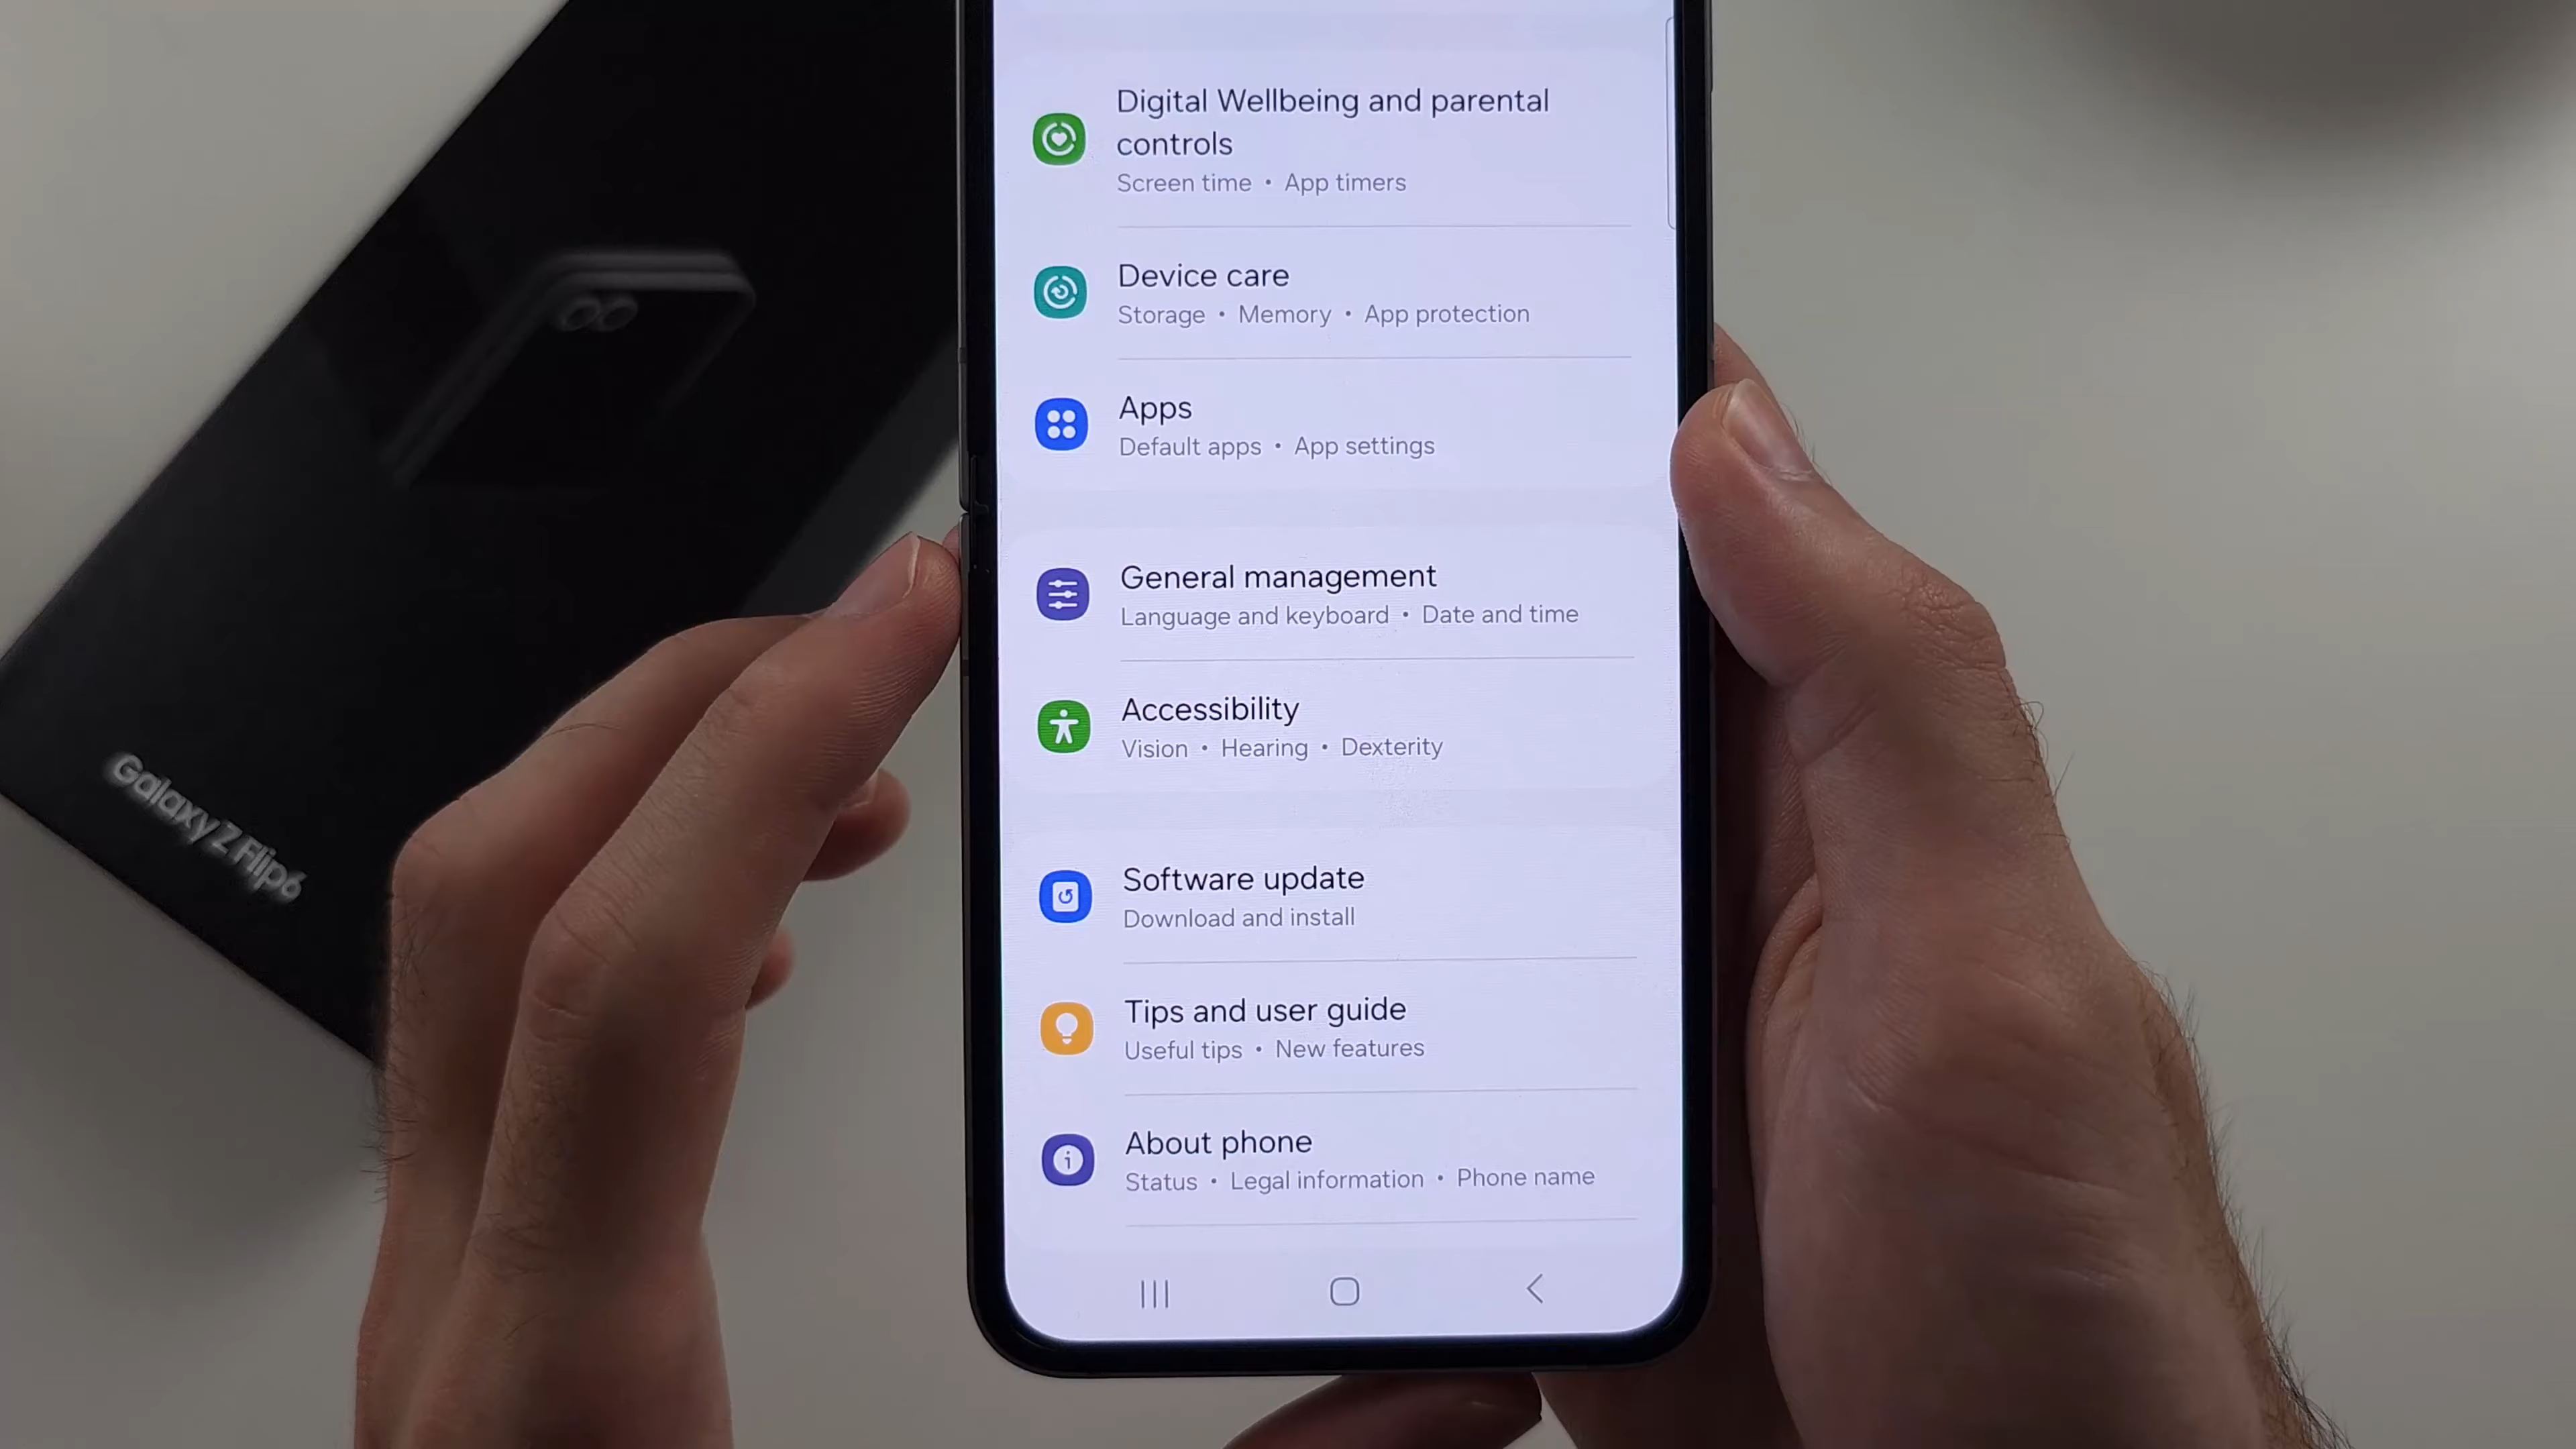 Digital Wellbeing and parental
controls
Screen time • App timers
Device care
Storage • Memory • App protection
Apps
Default apps • App settings
General management
Language and keyboard • Date and time
Accessibility
Vision • Hearing • Dexterity
Software update
Download and install
Tips and user guide
Useful tips • New features
About phone
Status • Legal information • Phone name
Galaxy Z Flip6